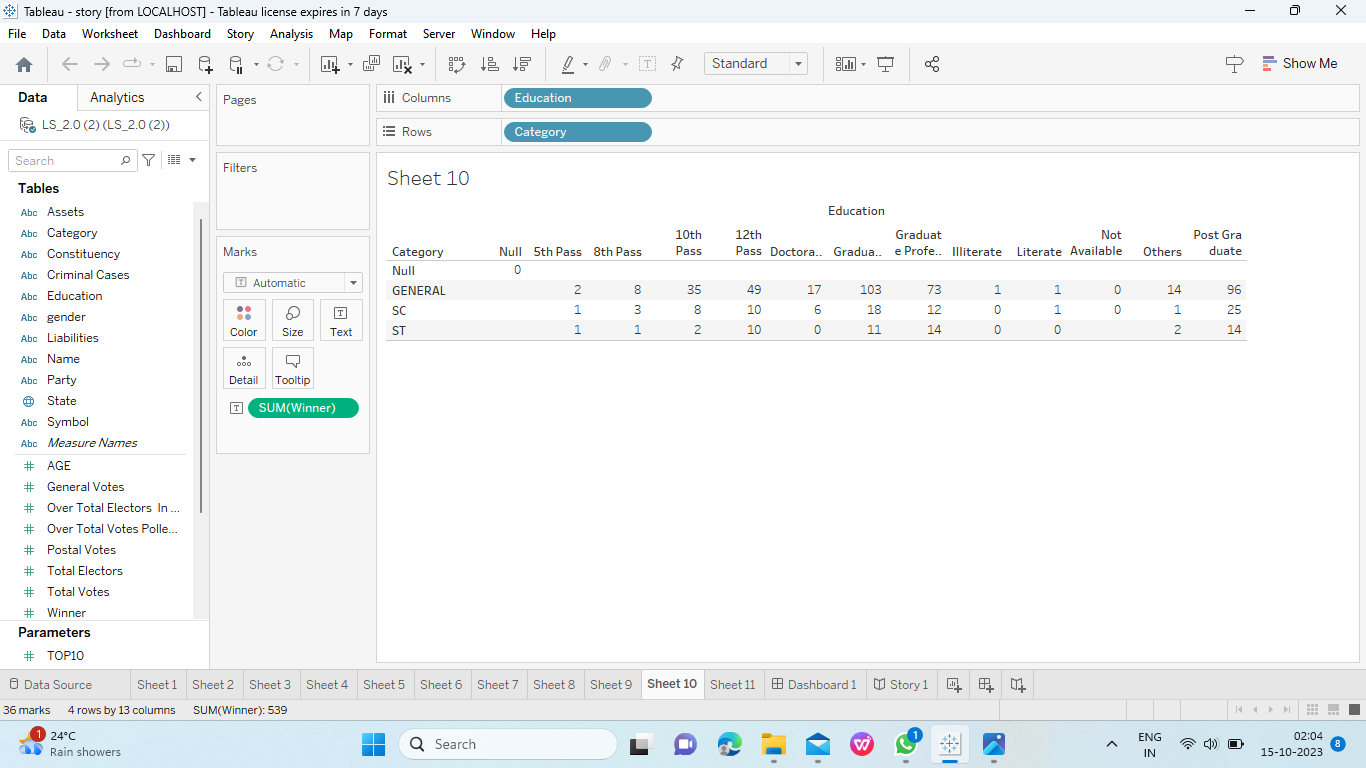 Tableau - story [from LOCALHOST] - Tableau license expires in 7 days
File Data Worksheet Dashboard Story Analysis Map Format Server Window Help
Standard
Show Me
Data
Analytics
LS_2.0 (2) (LS_2.0 (2))
Search
Tables
Abc Assets
Abc Category
Abc Constituency
Abc Criminal Cases
Abc Education
Abc gender
Abc Liabilities
Abc Name
Abc Party
State
Abc Symbol
Abc Measure Names
# AGE
# General Votes
# Over Total Electors In ...
# Over Total Votes Polle...
# Postal Votes
# Total Electors
# Total Votes
# Winner
Parameters
# TOP10
Pages
Filters
Marks
T Automatic
Color Size Text
Detail Tooltip
T SUM(Winner)
Columns Education
Rows Category
Sheet 10
Education
Category Null 5th Pass 8th Pass 10th Pass 12th Pass Doctora.. Gradua.. Graduat e Profe.. Illiterate Literate Not Available Others Post Gra duate
Null 0
GENERAL 2 8 35 49 17 103 73 1 1 0 14 96
SC 1 3 8 10 6 18 12 0 1 0 1 25
ST 1 1 2 10 0 11 14 0 0 2 14
Data Source Sheet 1 Sheet 2 Sheet 3 Sheet 4 Sheet 5 Sheet 6 Sheet 7 Sheet 8 Sheet 9 Sheet 10 Sheet 11 Dashboard 1 Story 1
36 marks 4 rows by 13 columns SUM(Winner): 539
1
24°C
Rain showers
Search
1
ENG
IN
02:04
15-10-2023
8